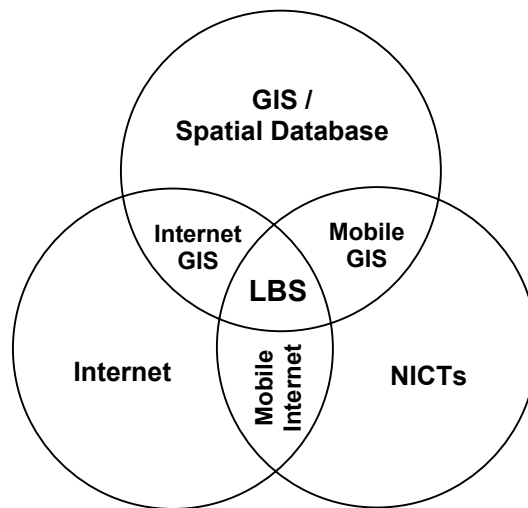 GIS /
Spatial Database
Internet
GIS
Mobile
GIS
LBS
Internet
Mobile
Internet
NICTs